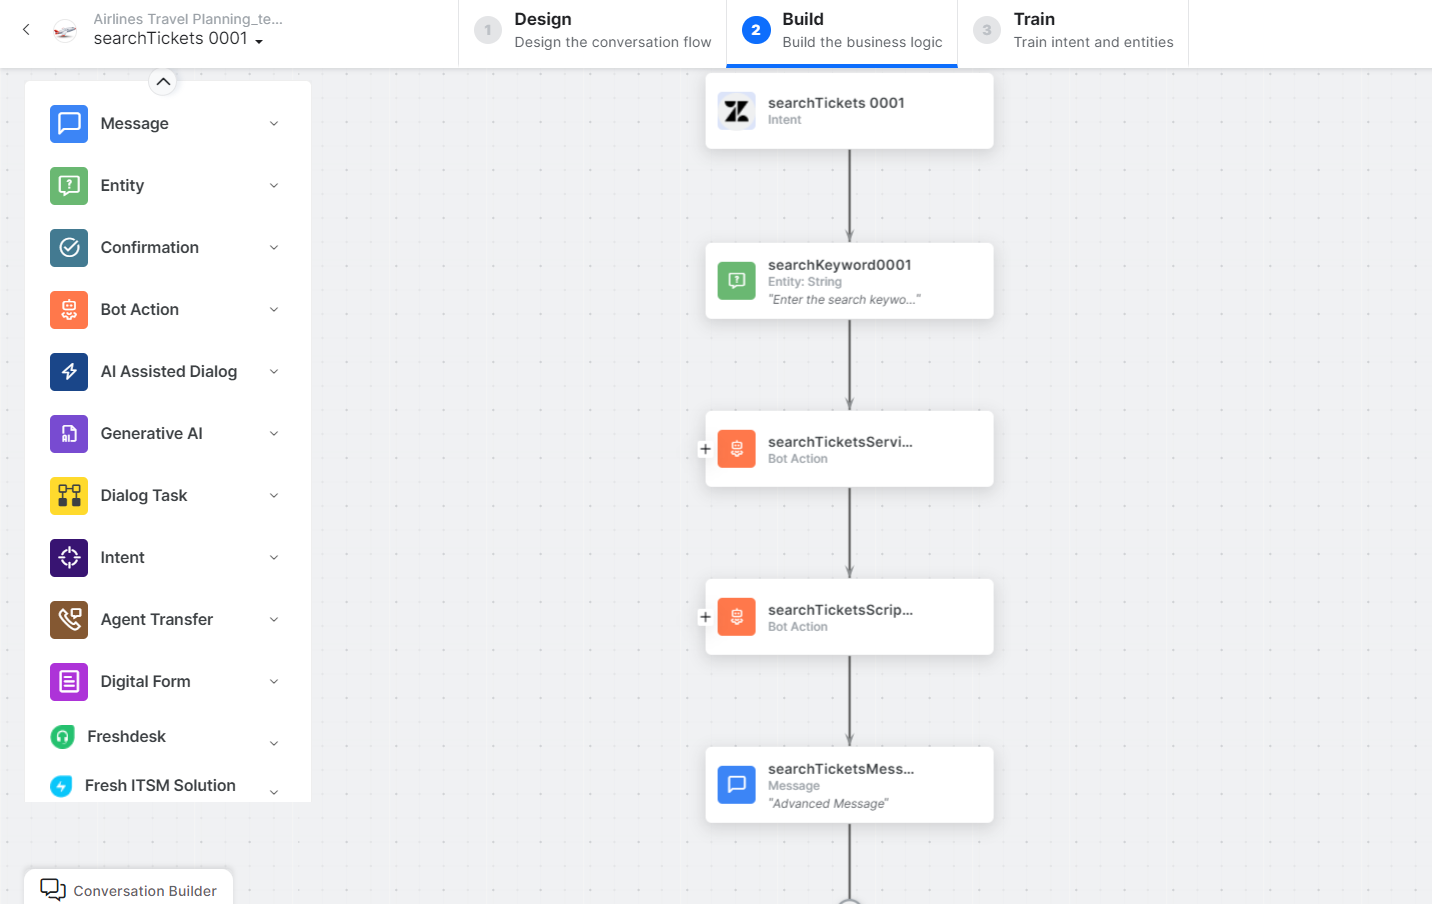 Airlines Travel Planning_te...
searchTickets 0001
1
Design
Design the conversation flow
2
Build
Build the business logic
3
Train
Train intent and entities
Message
Entity
Confirmation
Bot Action
AI Assisted Dialog
Generative AI
Dialog Task
Intent
Agent Transfer
Digital Form
Freshdesk
Fresh ITSM Solution
Conversation Builder
searchTickets 0001
Intent
searchKeyword0001
Entity: String
"Enter the search keywo..."
searchTicketsServi...
Bot Action
searchTicketsScrip...
Bot Action
searchTicketsMess...
Message
"Advanced Message"